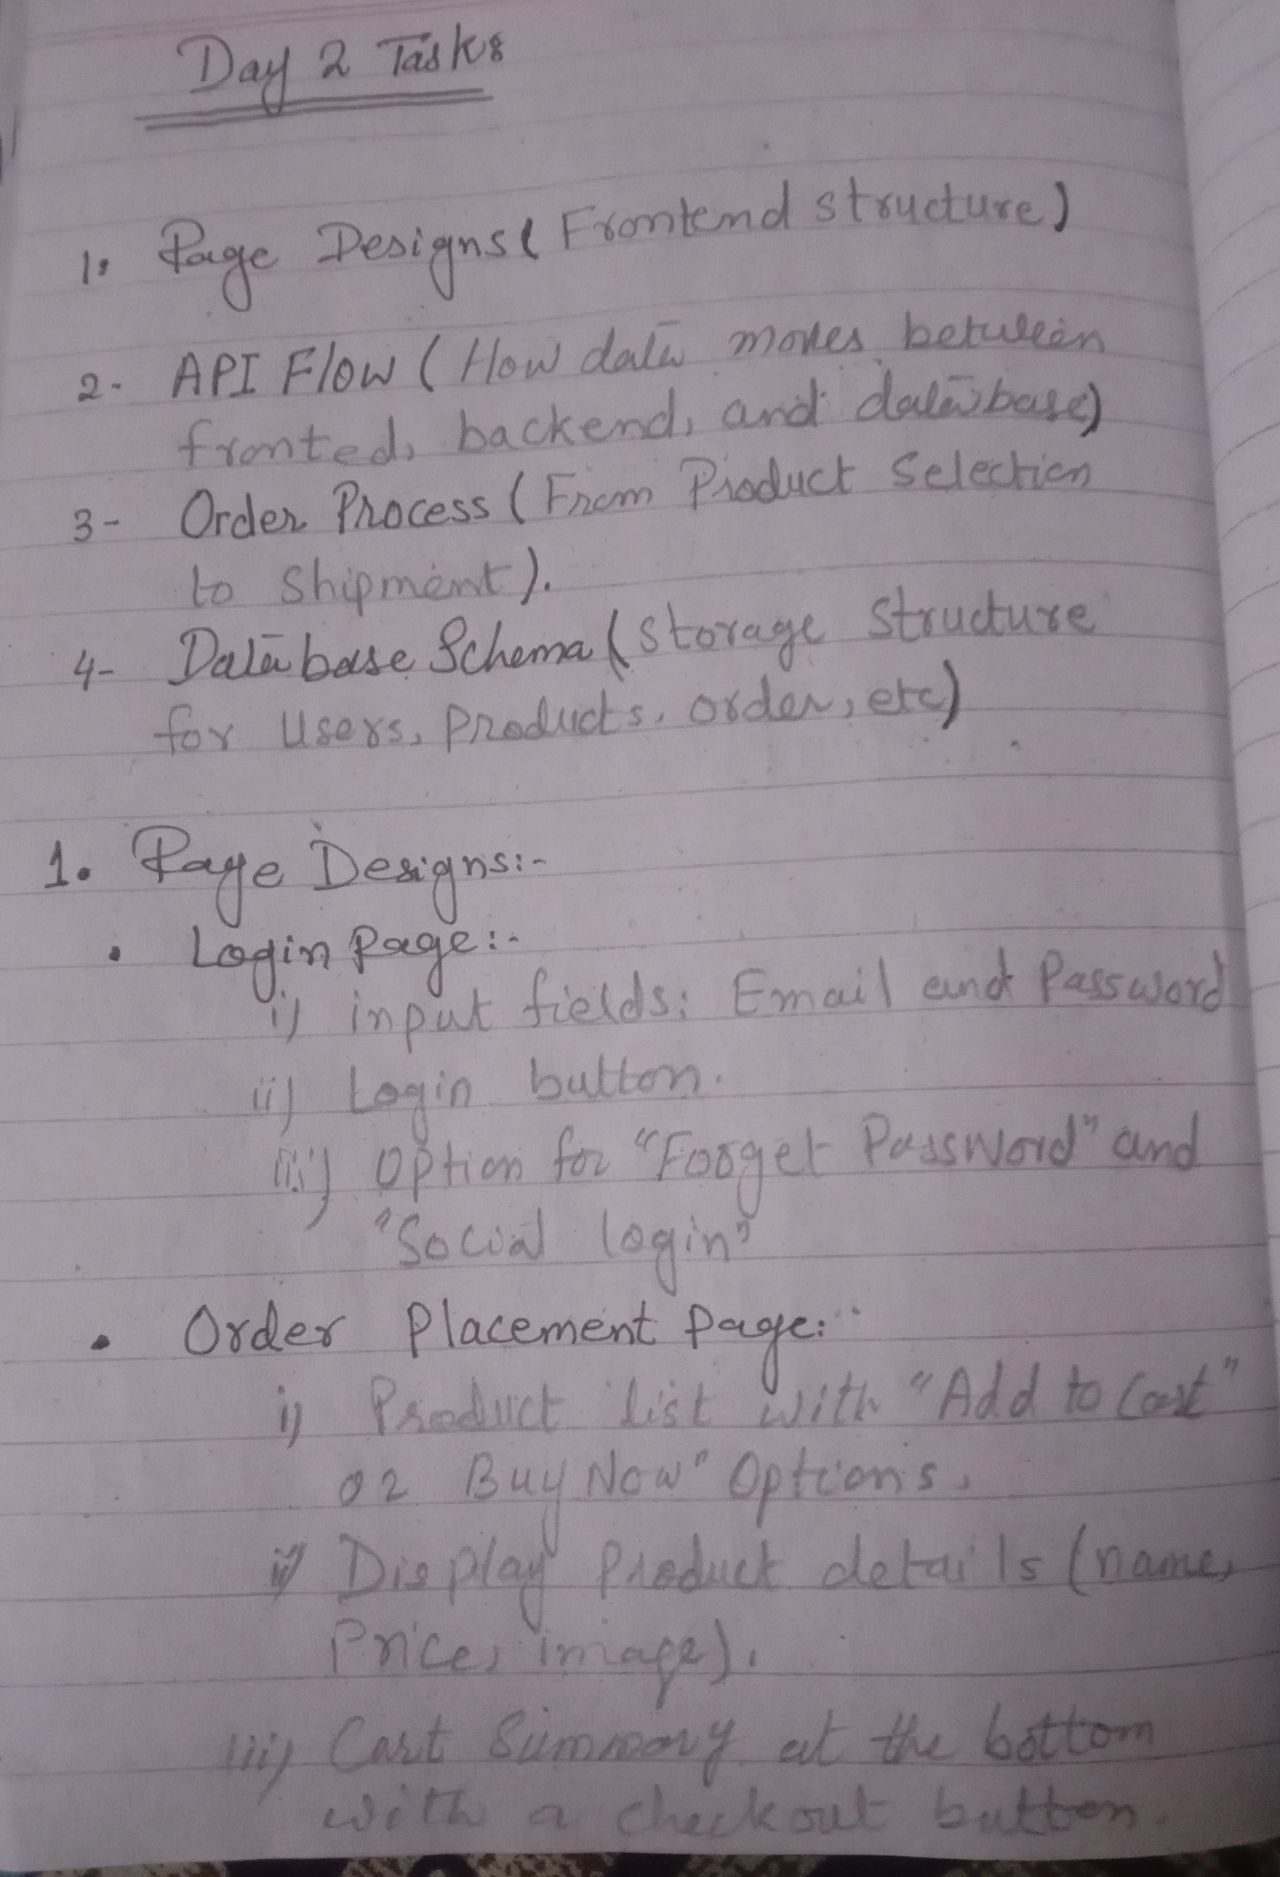 Day 2 Tasks
1. Page Designs (Frontend structure)
2- API Flow (How data moves between
fronted, backend, and database)
3- Order Process (From Product Selection
to Shipment).
4- Database Schema (Storage Structure
for Users, Products, order, etc)
1. Page Designs:-
• Login Page:-
i) input fields: Email and Password
ii) Login button.
iii) Option for "Forget Password" and
"Social login"
• Order Placement Page:-
i) Product list with "Add to Cart"
or Buy Now" Options.
ii) Display Product details (name,
Price, image).
iii) Cart Summary at the bottom
with a checkout button.